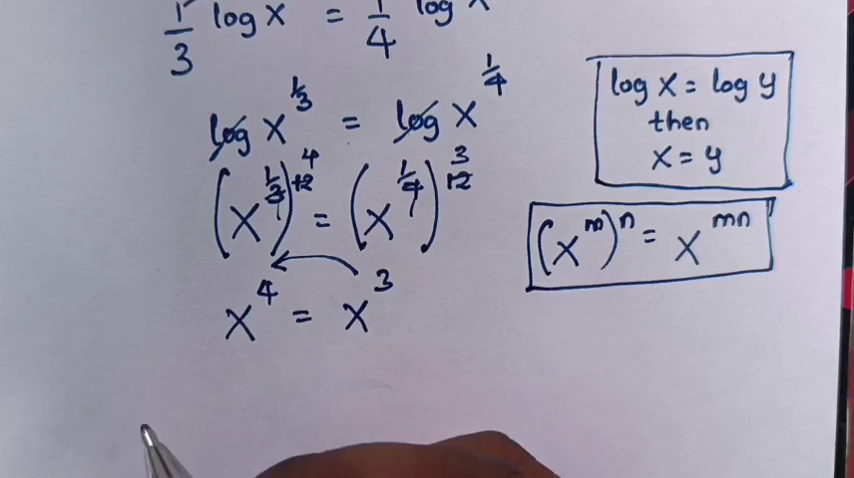 1/3 log x = 1/4 log x
log x^1/3 = log x^1/4
(x^1/3)^12 4 = (x^1/4)^12 3
x^4 = x^3
log x = log y
then
x = y
(x^m)^n = x^mn